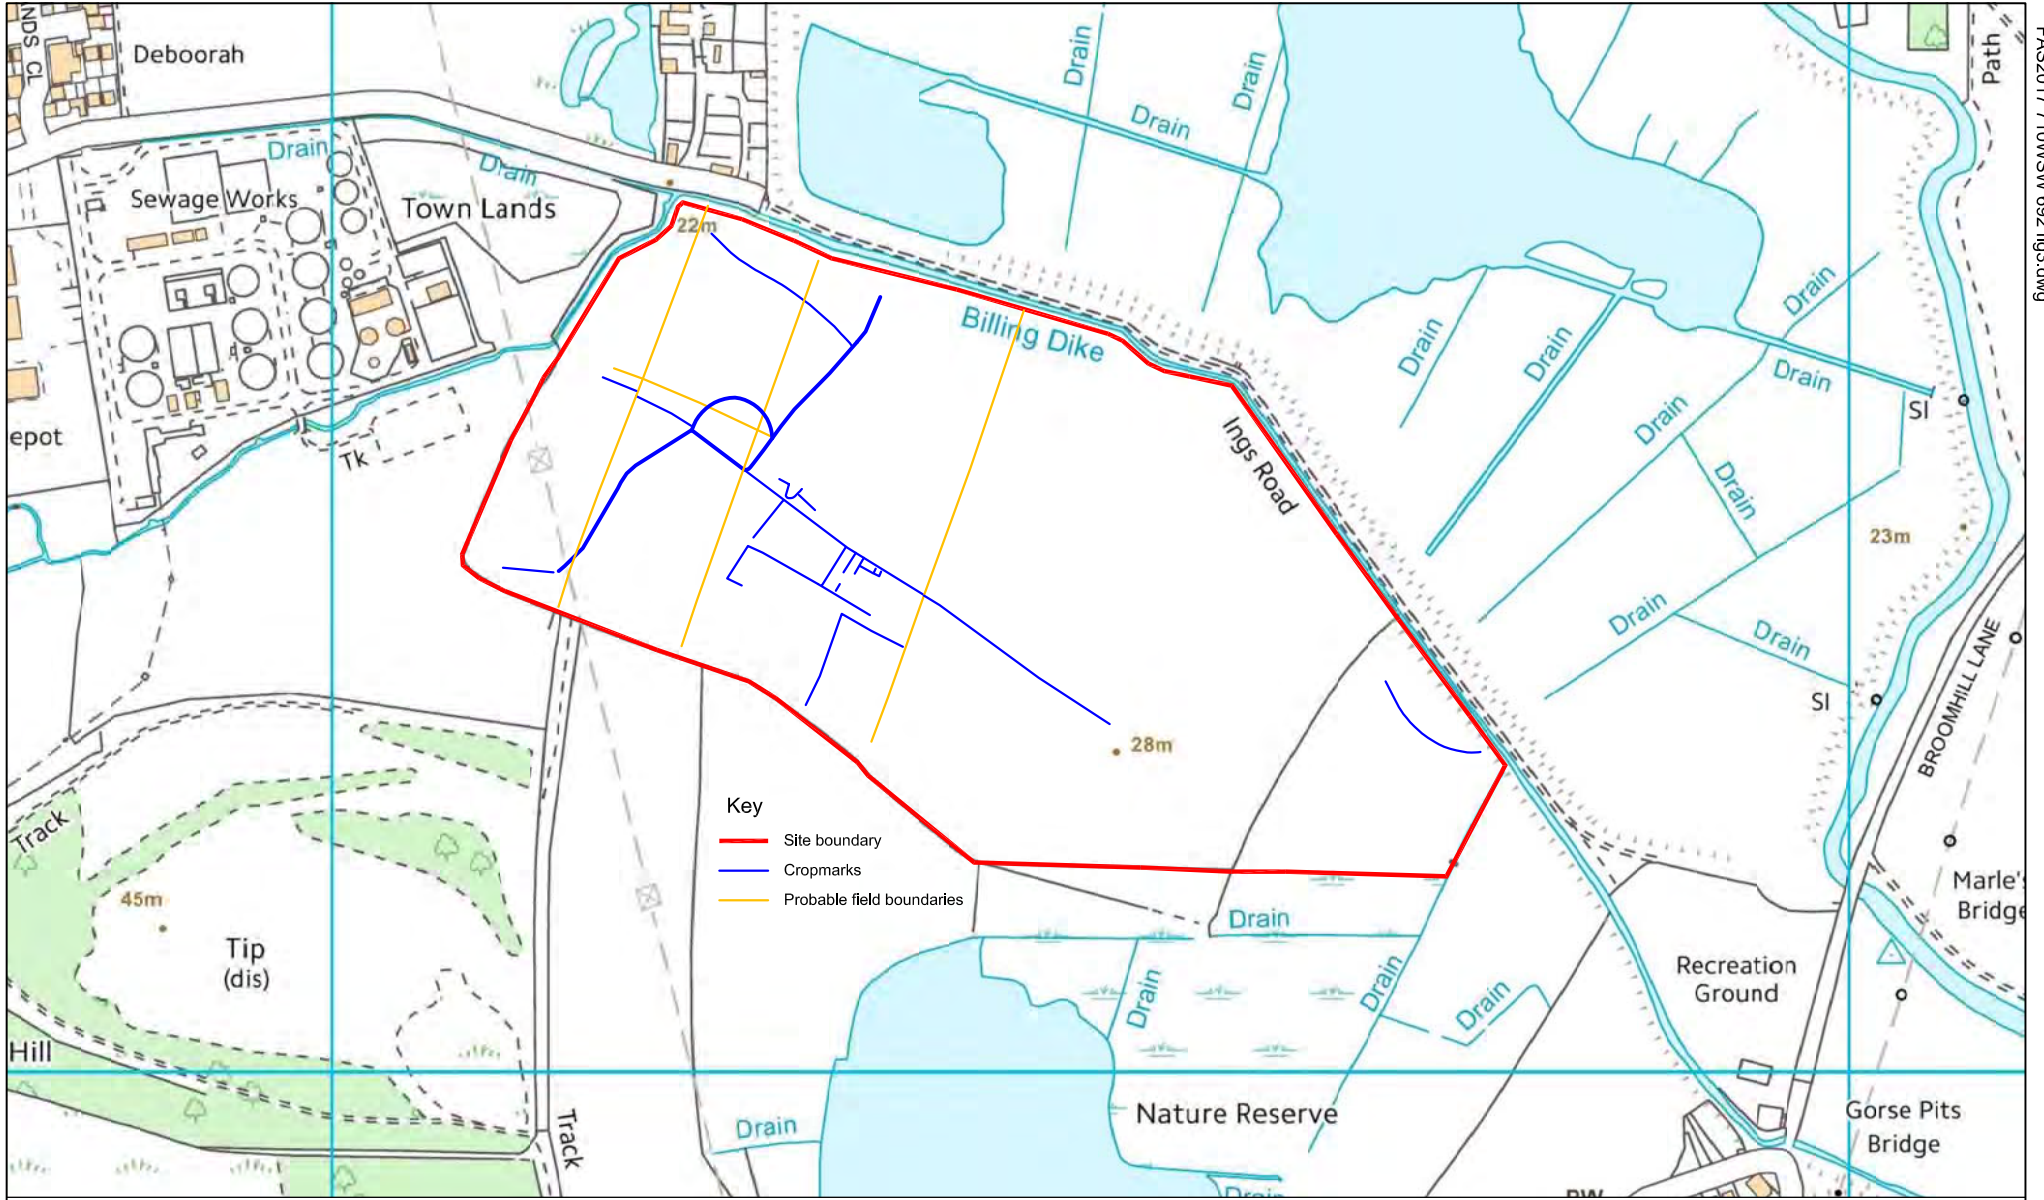 NDS CL
Deboorah
Drain
Sewage Works
Drain
Town Lands
22m
Drain
Drain
Drain
Path
Billing Dike
Ings Road
Drain
Drain
Drain
Drain
SI
Drain
Drain
23m
Drain
Drain
SI
BROOMHILL LANE
epot
Tk
28m
Key
Site boundary
Cropmarks
Probable field boundaries
Track
45m
Tip
(dis)
Hill
Track
Drain
Drain
Drain
Drain
Drain
Drain
Nature Reserve
Recreation
Ground
Marle's
Bridge
Gorse Pits
Bridge